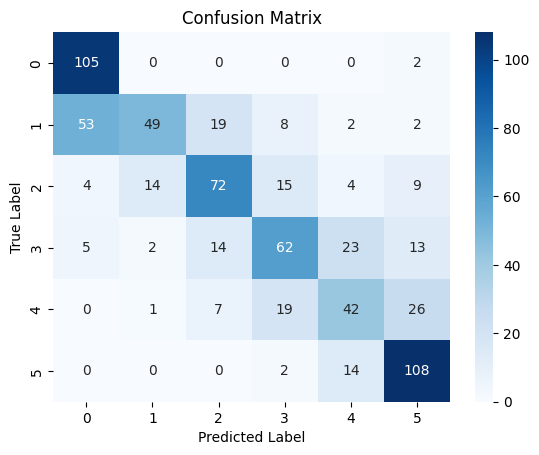 Confusion Matrix
0 105 0 0 0 0 2
1 53 49 19 8 2 2
2 4 14 72 15 4 9
3 5 2 14 62 23 13
4 0 1 7 19 42 26
5 0 0 0 2 14 108
0 1 2 3 4 5
Predicted Label
True Label
100
80
60
40
20
0